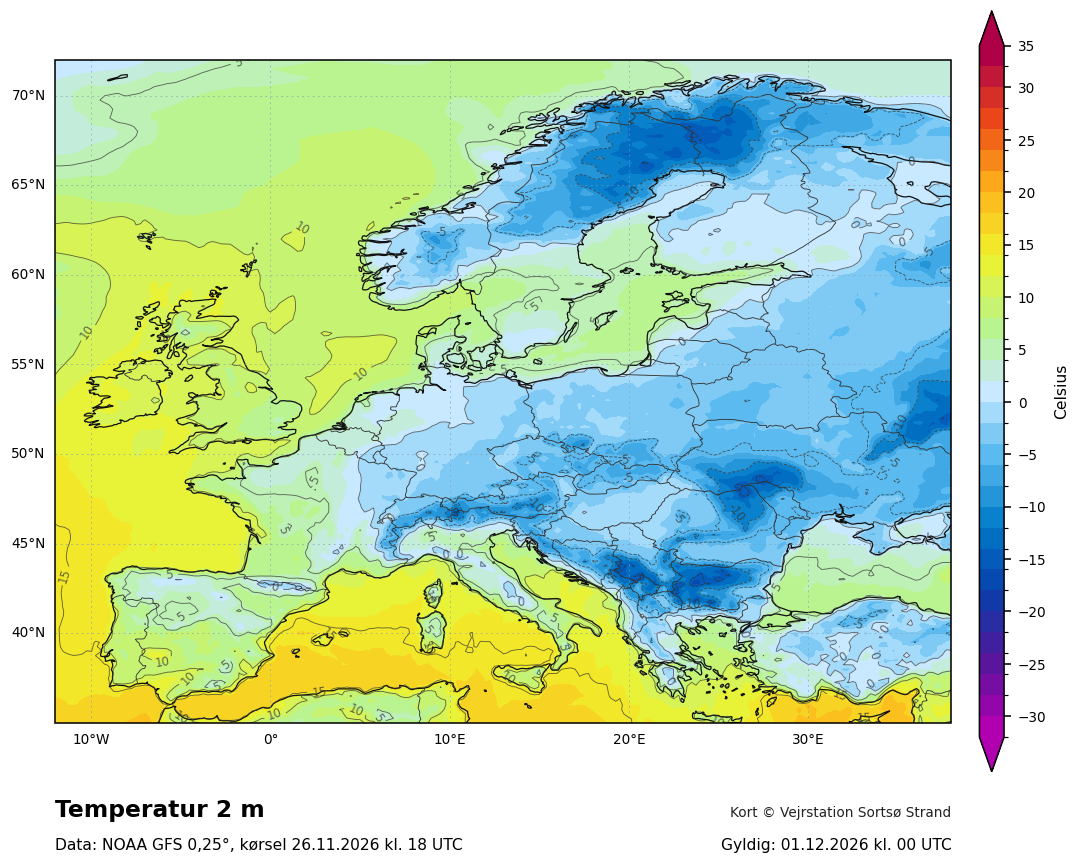 70°N
65°N
60°N
55°N
50°N
45°N
40°N
10°W
0°
10°E
20°E
30°E
35
30
25
20
15
10
5
0
−5
−10
−15
−20
−25
−30
Celsius
Temperatur 2 m
Kort © Vejrstation Sortsø Strand
Data: NOAA GFS 0,25°, kørsel 26.11.2026 kl. 18 UTC
Gyldig: 01.12.2026 kl. 00 UTC